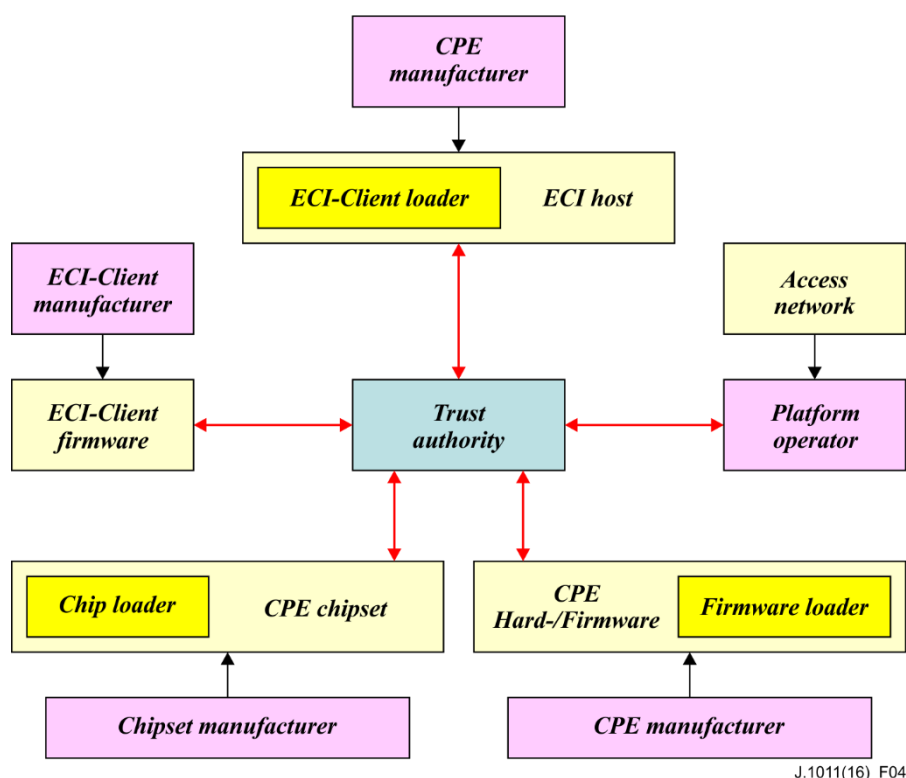 CPE
manufacturer
ECI-Client loader
ECI host
ECI-Client
manufacturer
Access
network
ECI-Client
firmware
Trust
authority
Platform
operator
Chip loader
CPE chipset
CPE
Hard-/Firmware
Firmware loader
Chipset manufacturer
CPE manufacturer
J.1011(16)_F04